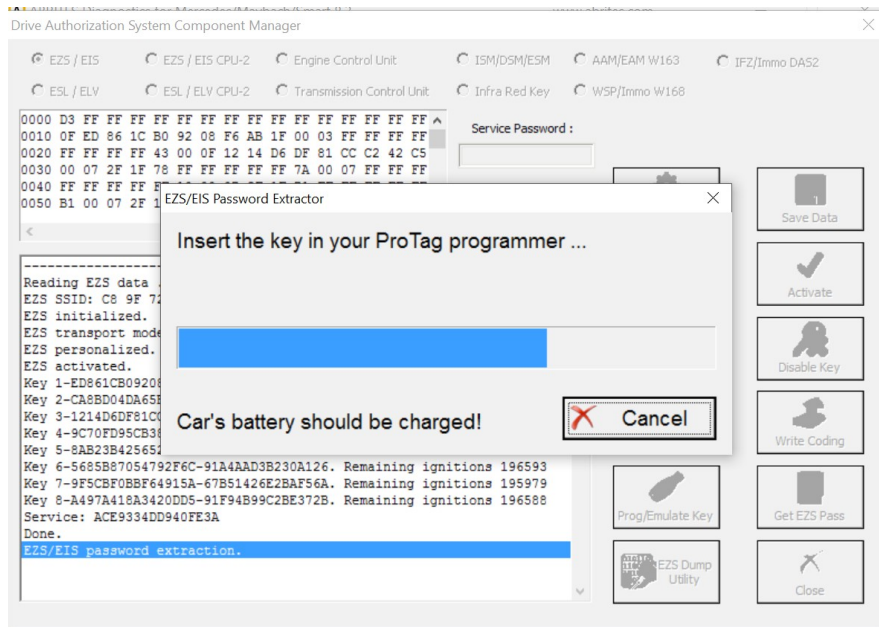 Drive Authorization System Component Manager
EZS / EIS
EZS / EIS CPU-2
Engine Control Unit
ISM/DSM/ESM
AAM/EAM W163
IFZ/Immo DAS2
ESL / ELV
ESL / ELV CPU-2
Transmission Control Unit
Infra Red Key
WSP/Immo W168
0000 D3 FF FF FF FF FF FF FF FF FF FF FF FF FF FF FF
0010 0F ED 86 1C B0 92 08 F6 AB 1F 00 03 FF FF FF FF
0020 FF FF FF FF 43 00 0F 12 14 D6 DF 81 CC C2 42 C5
0030 00 07 2F 1F 78 FF FF FF FF FF 7A 00 07 FF FF FF
0040 FF FF FF FF
0050 B1 00 07 2F
Service Password :
EZS/EIS Password Extractor
Insert the key in your ProTag programmer ...
Car's battery should be charged!
Cancel
Save Data
Activate
Disable Key
Write Coding
Get EZS Pass
Close
Prog/Emulate Key
EZS Dump
Utility
--------------------
Reading EZS data
EZS SSID: C8 9F
EZS initialized.
EZS transport mode
EZS personalized.
EZS activated.
Key 1-ED861CB09208
Key 2-CA8BD04DA65
Key 3-1214D6DF81C
Key 4-9C70FD95CB38
Key 5-8AB23B425652
Key 6-5685B87054792F6C-91A4AAD3B230A126. Remaining ignitions 196593
Key 7-9F5CBF0BBF64915A-67B51426E2BAF56A. Remaining ignitions 195979
Key 8-A497A418A3420DD5-91F94B99C2BE372B. Remaining ignitions 196588
Service: ACE9334DD940FE3A
Done.
EZS/EIS password extraction.